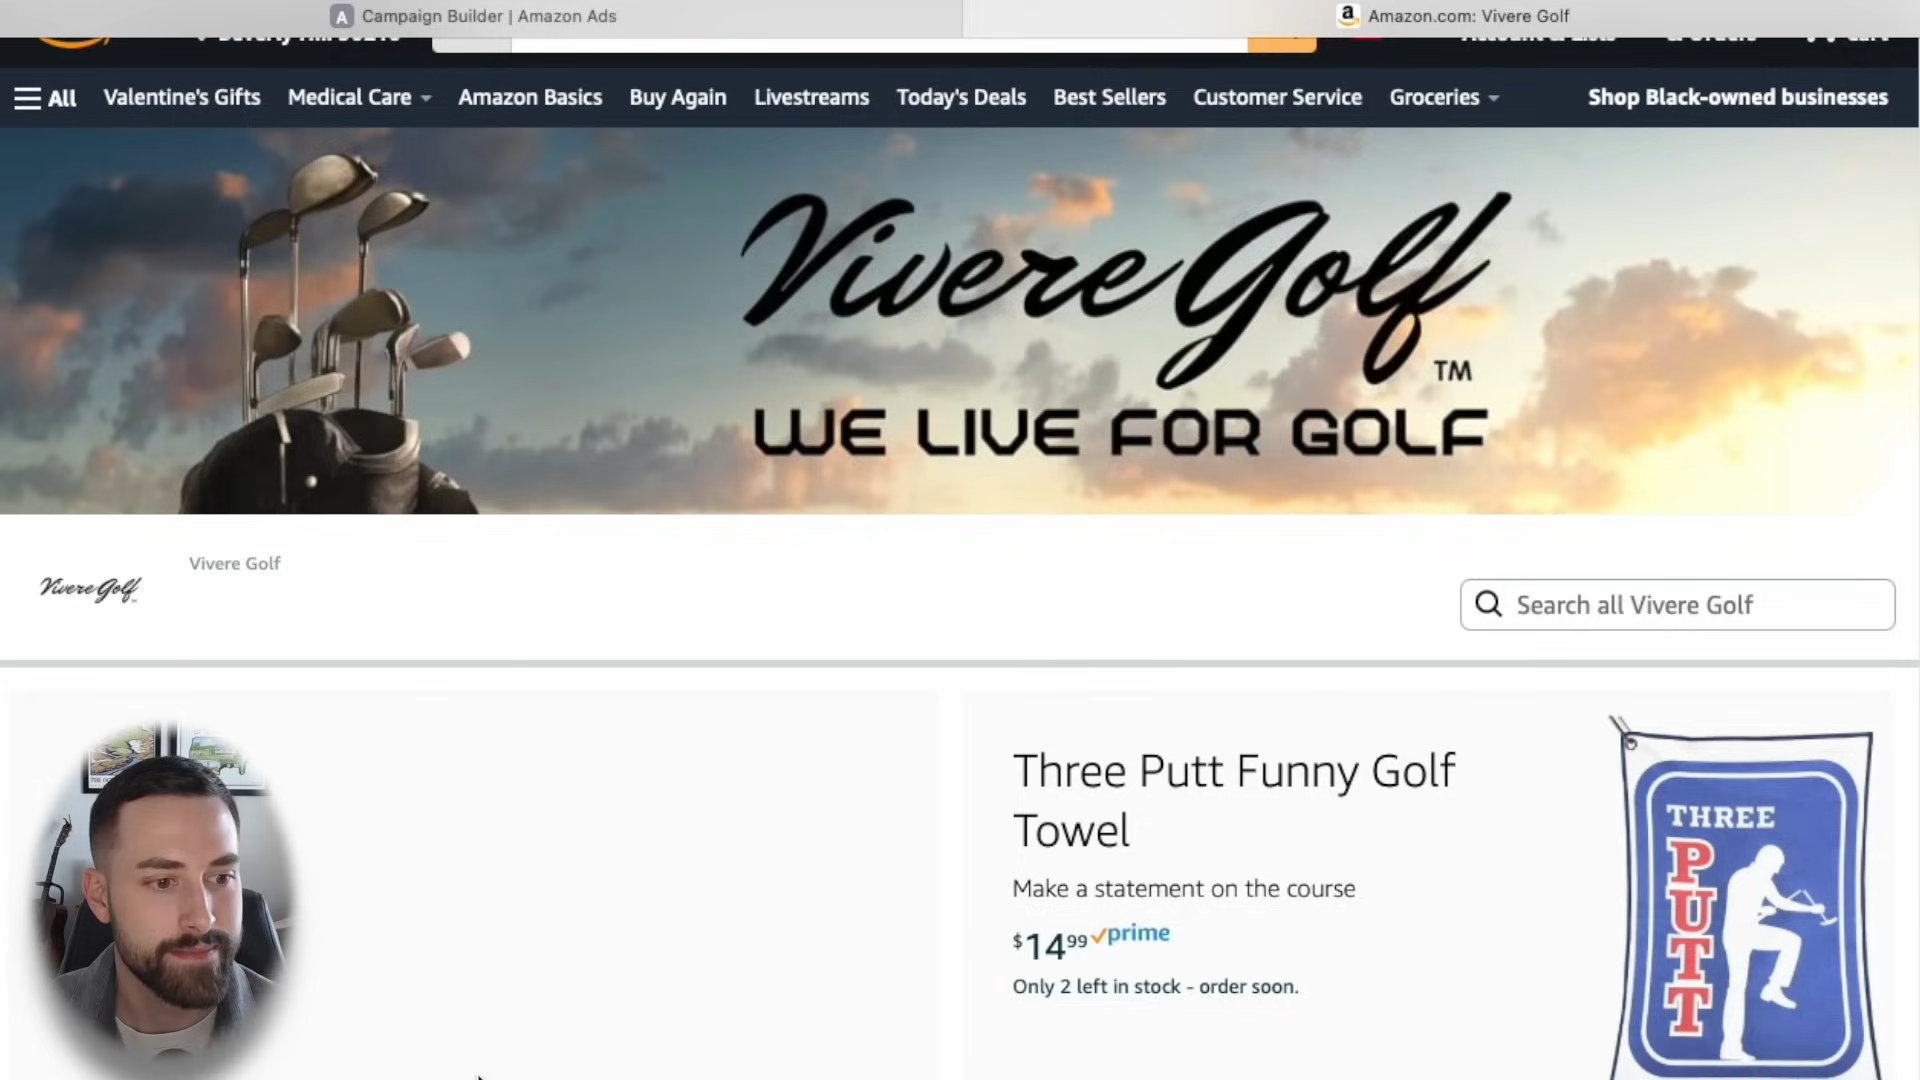 A Campaign Builder | Amazon Ads
a Amazon.com: Vivere Golf
All Valentine's Gifts Medical Care Amazon Basics Buy Again Livestreams Today's Deals Best Sellers Customer Service Groceries Shop Black-owned businesses
Vivere Golf TM
WE LIVE FOR GOLF
Vivere Golf
Vivere Golf
Search all Vivere Golf
Three Putt Funny Golf
Towel
Make a statement on the course
$14.99 prime
Only 2 left in stock - order soon.
THREE
PUTT